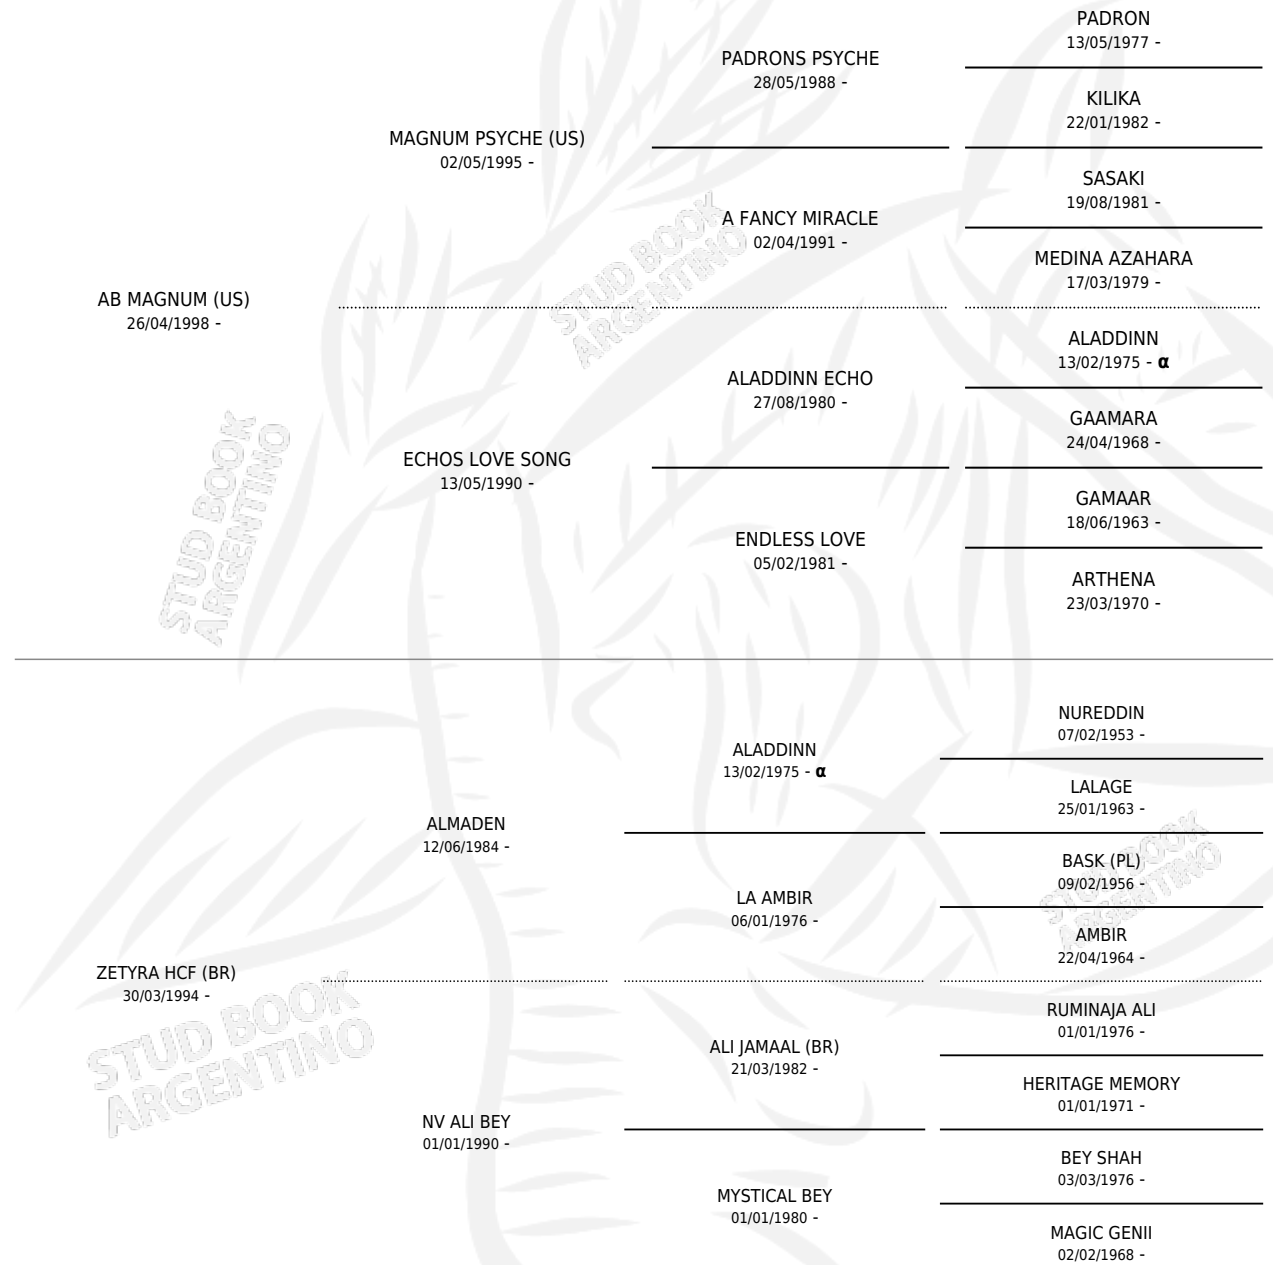 PADRON
13/05/1977 -
PADRONS PSYCHE
28/05/1988 -
KILIKA
22/01/1982 -
MAGNUM PSYCHE (US)
02/05/1995 -
SASAKI
19/08/1981 -
A FANCY MIRACLE
02/04/1991 -
MEDINA AZAHARA
17/03/1979 -
AB MAGNUM (US)
26/04/1998 -
STUD BOOK
ARGENTINO
ALADDINN
13/02/1975 - α
ALADDINN ECHO
27/08/1980 -
GAAMARA
24/04/1968 -
ECHOS LOVE SONG
13/05/1990 -
GAMAAR
18/06/1963 -
ENDLESS LOVE
05/02/1981 -
ARTHENA
23/03/1970 -
STUD BOOK
ARGENTINO
NUREDDIN
07/02/1953 -
ALADDINN
13/02/1975 - α
LALAGE
25/01/1963 -
ALMADEN
12/06/1984 -
BASK (PL)
09/02/1956 -
LA AMBIR
06/01/1976 -
AMBIR
22/04/1964 -
STUD BOOK
ARGENTINO
ZETYRA HCF (BR)
30/03/1994 -
STUD BOOK
ARGENTINO
RUMINAJA ALI
01/01/1976 -
ALI JAMAAL (BR)
21/03/1982 -
HERITAGE MEMORY
01/01/1971 -
NV ALI BEY
01/01/1990 -
BEY SHAH
03/03/1976 -
MYSTICAL BEY
01/01/1980 -
MAGIC GENII
02/02/1968 -